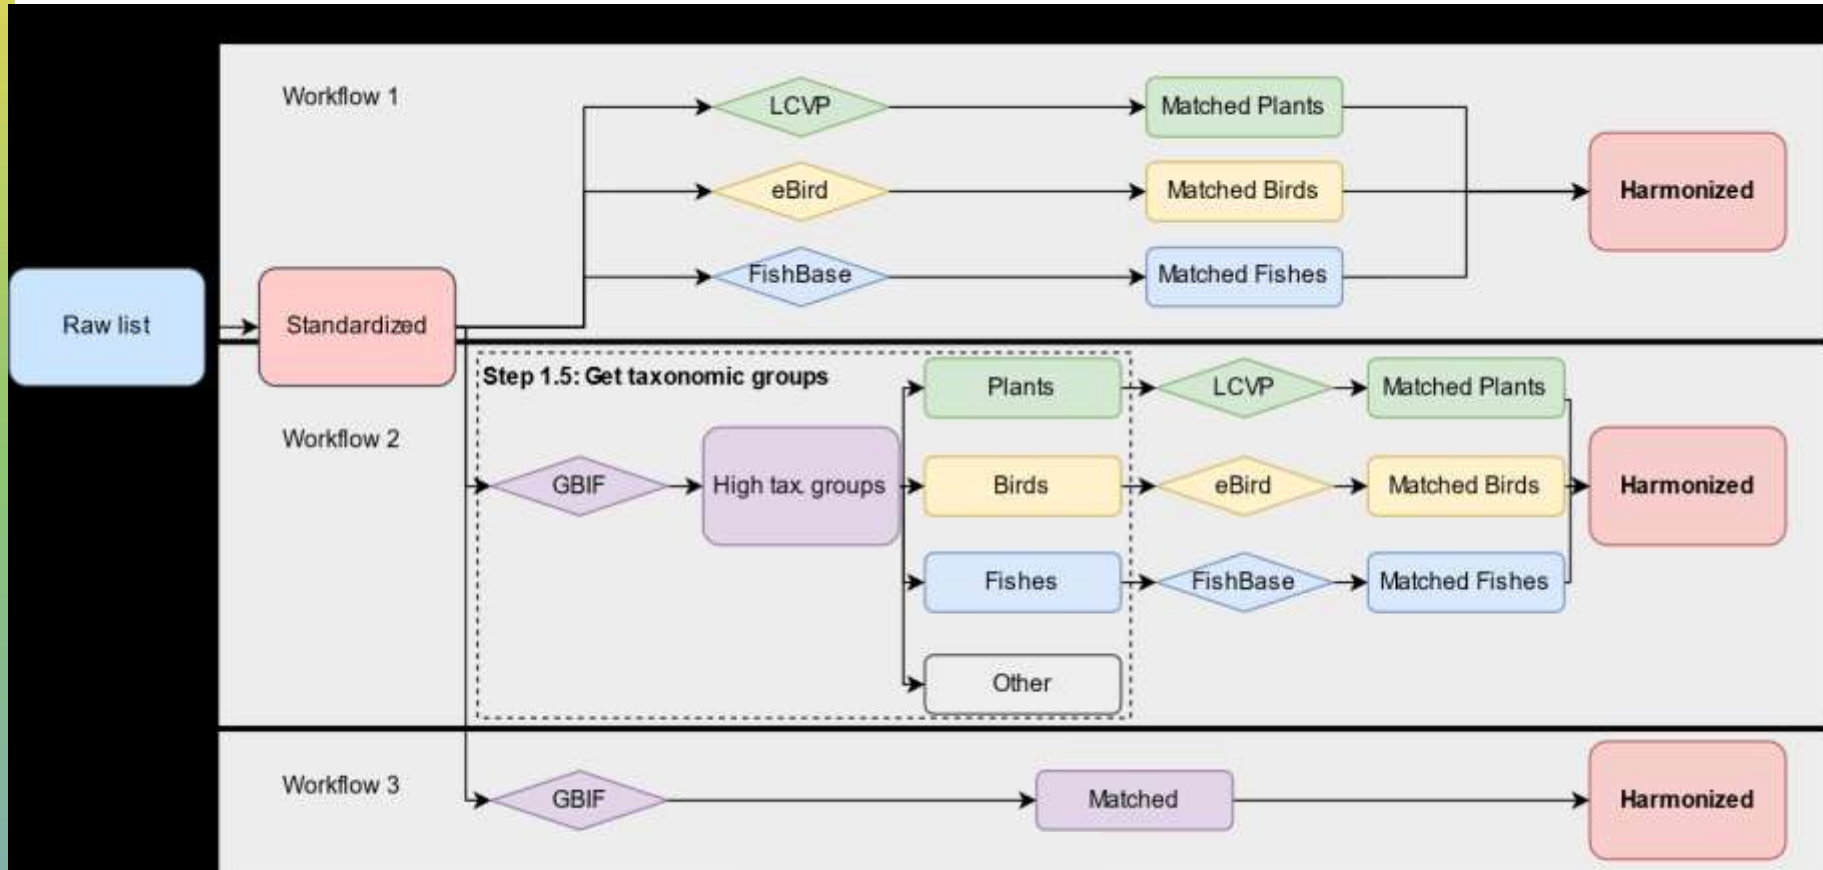 Workflow 1
LCVP
Matched Plants
eBird
Matched Birds
Harmonized
FishBase
Matched Fishes
Raw list
Standardized
Step 1.5: Get taxonomic groups
Plants
LCVP
Matched Plants
Workflow 2
GBIF
High tax. groups
Birds
eBird
Matched Birds
Harmonized
Fishes
FishBase
Matched Fishes
Other
Workflow 3
GBIF
Matched
Harmonized